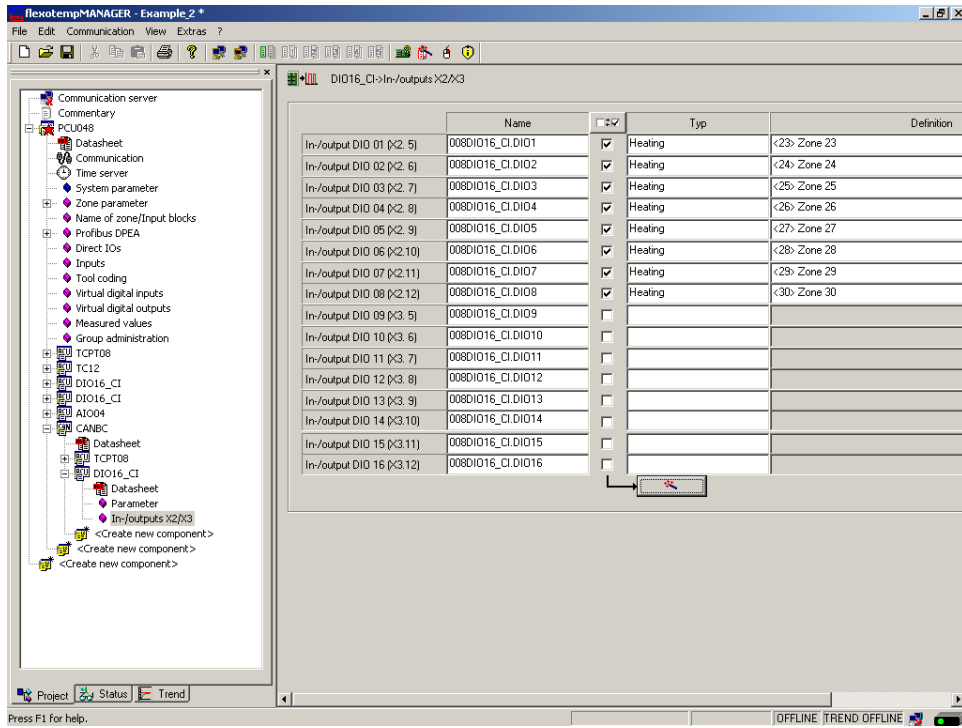 flexotempMANAGER - Example_2 *
File Edit Communication View Extras ?
DIO16_CI->In-/outputs X2/X3
Communication server
Commentary
PCU048
Datasheet
Communication
Time server
System parameter
Zone parameter
Name of zone/Input blocks
Profibus DPEA
Direct IOs
Inputs
Tool coding
Virtual digital inputs
Virtual digital outputs
Measured values
Group administration
TCPT08
TC12
DIO16_CI
DIO16_CI
AIO04
CANBC
Datasheet
TCPT08
DIO16_CI
Datasheet
Parameter
In-/outputs X2/X3
<Create new component>
<Create new component>
<Create new component>
Name Typ Definition
In-/output DIO 01 (X2. 5) 008DIO16_CI.DIO1 Heating <23> Zone 23
In-/output DIO 02 (X2. 6) 008DIO16_CI.DIO2 Heating <24> Zone 24
In-/output DIO 03 (X2. 7) 008DIO16_CI.DIO3 Heating <25> Zone 25
In-/output DIO 04 (X2. 8) 008DIO16_CI.DIO4 Heating <26> Zone 26
In-/output DIO 05 (X2. 9) 008DIO16_CI.DIO5 Heating <27> Zone 27
In-/output DIO 06 (X2.10) 008DIO16_CI.DIO6 Heating <28> Zone 28
In-/output DIO 07 (X2.11) 008DIO16_CI.DIO7 Heating <29> Zone 29
In-/output DIO 08 (X2.12) 008DIO16_CI.DIO8 Heating <30> Zone 30
In-/output DIO 09 (X3. 5) 008DIO16_CI.DIO9
In-/output DIO 10 (X3. 6) 008DIO16_CI.DIO10
In-/output DIO 11 (X3. 7) 008DIO16_CI.DIO11
In-/output DIO 12 (X3. 8) 008DIO16_CI.DIO12
In-/output DIO 13 (X3. 9) 008DIO16_CI.DIO13
In-/output DIO 14 (X3.10) 008DIO16_CI.DIO14
In-/output DIO 15 (X3.11) 008DIO16_CI.DIO15
In-/output DIO 16 (X3.12) 008DIO16_CI.DIO16
Project Status Trend
Press F1 for help. OFFLINE TREND OFFLINE